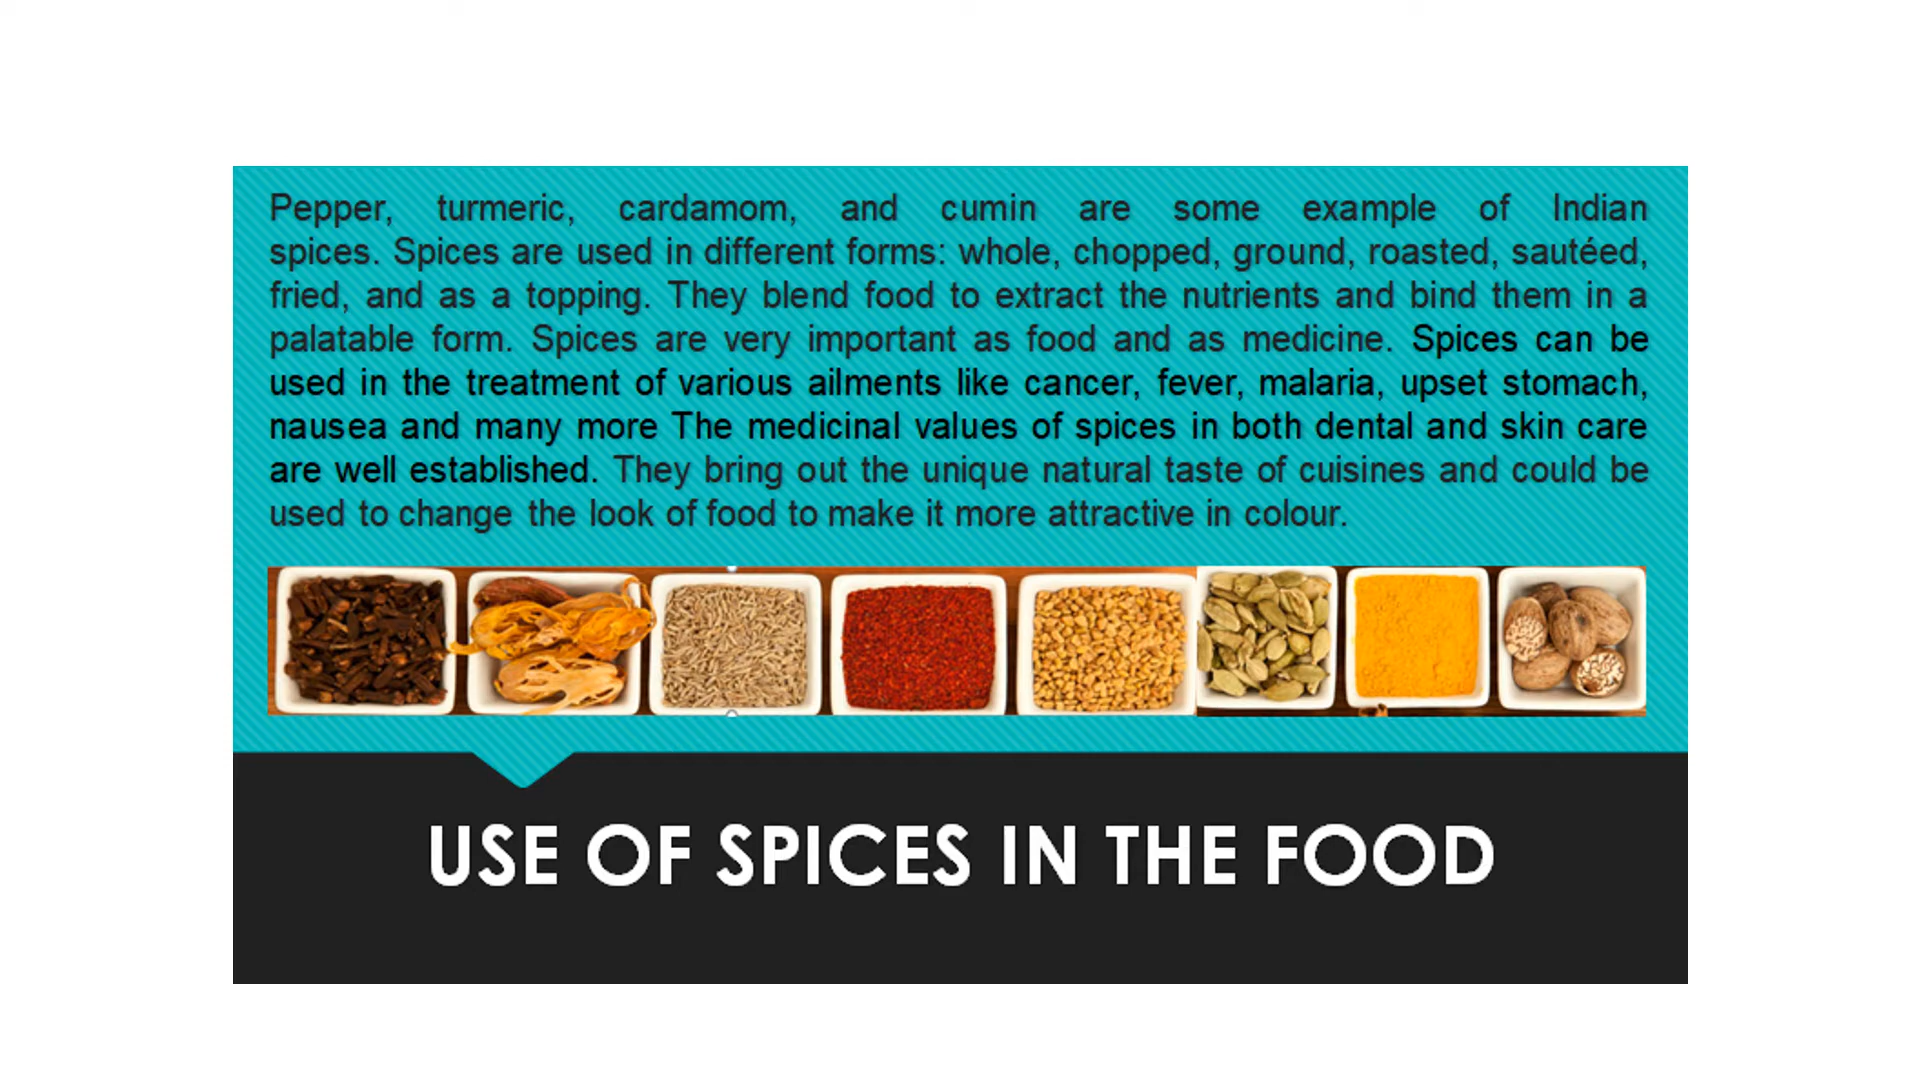 Pepper, turmeric, cardamom, and cumin are some example of Indian
spices. Spices are used in different forms: whole, chopped, ground, roasted, sautéed,
fried, and as a topping. They blend food to extract the nutrients and bind them in a
palatable form. Spices are very important as food and as medicine. Spices can be
used in the treatment of various ailments like cancer, fever, malaria, upset stomach,
nausea and many more The medicinal values of spices in both dental and skin care
are well established. They bring out the unique natural taste of cuisines and could be
used to change the look of food to make it more attractive in colour.
USE OF SPICES IN THE FOOD